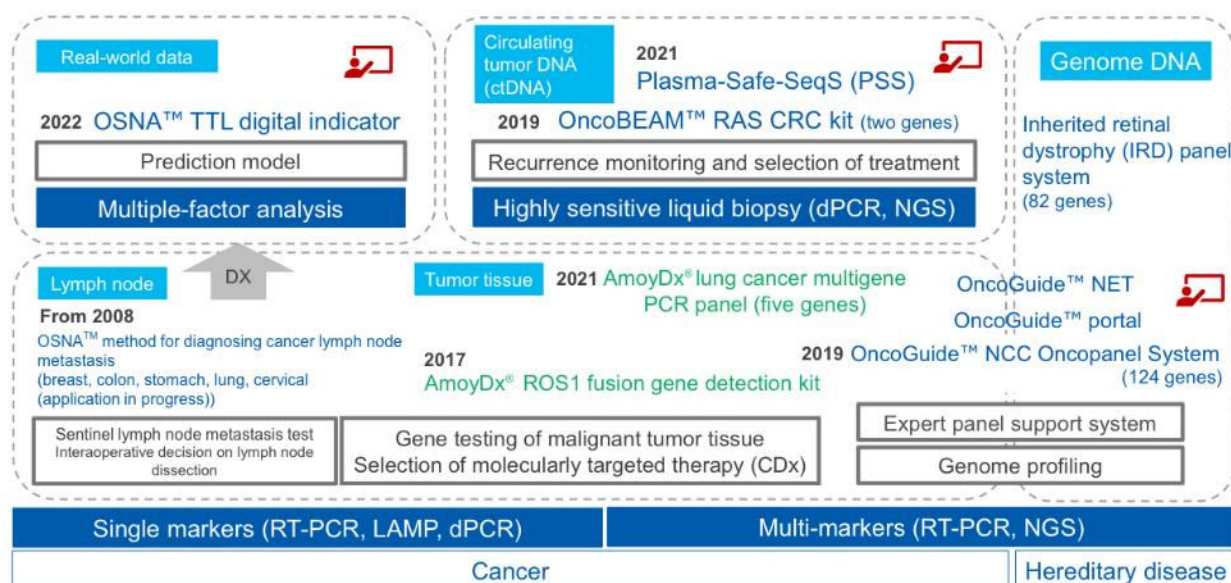 Real-world data
2022 OSNA™ TTL digital indicator
Prediction model
Multiple-factor analysis
Circulating
tumor DNA
(ctDNA)
2021
Plasma-Safe-SeqS (PSS)
2019 OncoBEAM™ RAS CRC kit (two genes)
Recurrence monitoring and selection of treatment
Highly sensitive liquid biopsy (dPCR, NGS)
Genome DNA
Inherited retinal
dystrophy (IRD) panel
system
(82 genes)
DX
Lymph node
From 2008
OSNA™ method for diagnosing cancer lymph node
metastasis
(breast, colon, stomach, lung, cervical
(application in progress))
Sentinel lymph node metastasis test
Interaoperative decision on lymph node
dissection
Tumor tissue
2021 AmoyDx® lung cancer multigene
PCR panel (five genes)
2017
AmoyDx® ROS1 fusion gene detection kit
Gene testing of malignant tumor tissue
Selection of molecularly targeted therapy (CDx)
OncoGuide™ NET
OncoGuide™ portal
2019 OncoGuide™ NCC Oncopanel System
(124 genes)
Expert panel support system
Genome profiling
Single markers (RT-PCR, LAMP, dPCR)
Multi-markers (RT-PCR, NGS)
Cancer
Hereditary disease